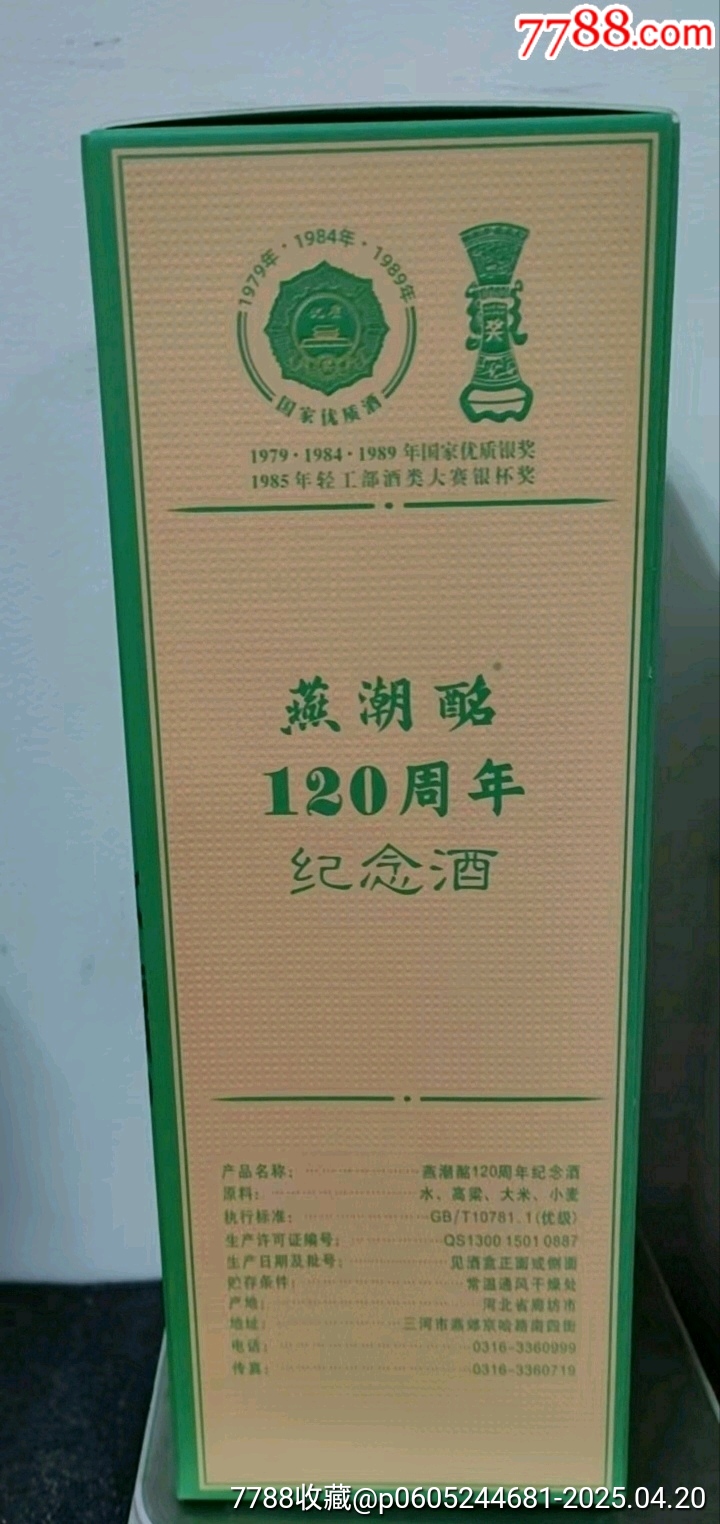 7788.com
1979年·1984年·1989年
国家优质酒
奖
1979·1984·1989年国家优质银奖
1985年轻工部酒类大赛银杯奖
燕潮酩
120周年
纪念酒
产品名称：燕潮酩120周年纪念酒
原料：水、高粱、大米、小麦
执行标准：GB/T10781.1(优级)
生产许可证编号：QS1300 1501 0887
生产日期及批号：见酒盒正面或侧面
贮存条件：常温通风干燥处
产地：河北省廊坊市
地址：三河市燕郊京哈路南四街
电话：0316-3360999
传真：0316-3360719
7788收藏@p0605244681-2025.04.20